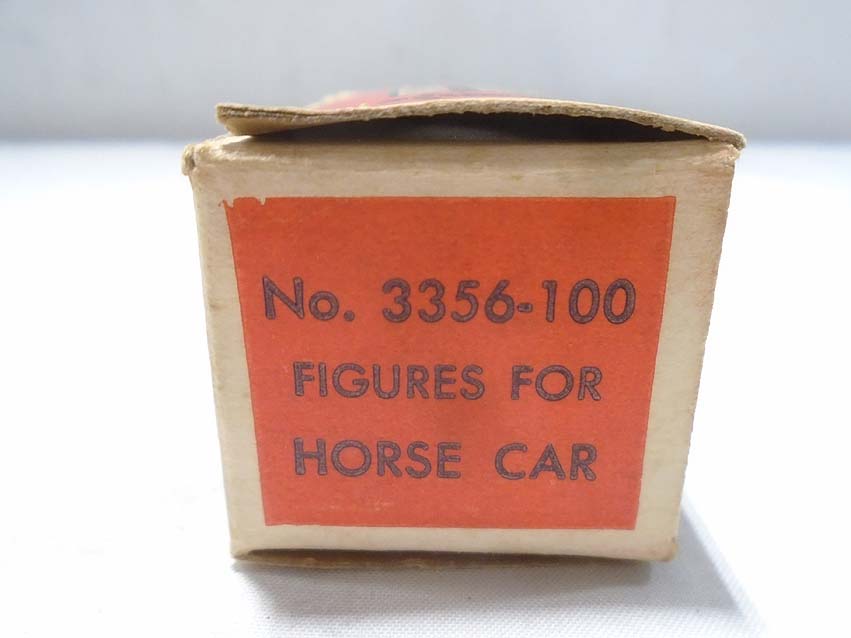 No. 3356-100
FIGURES FOR
HORSE CAR